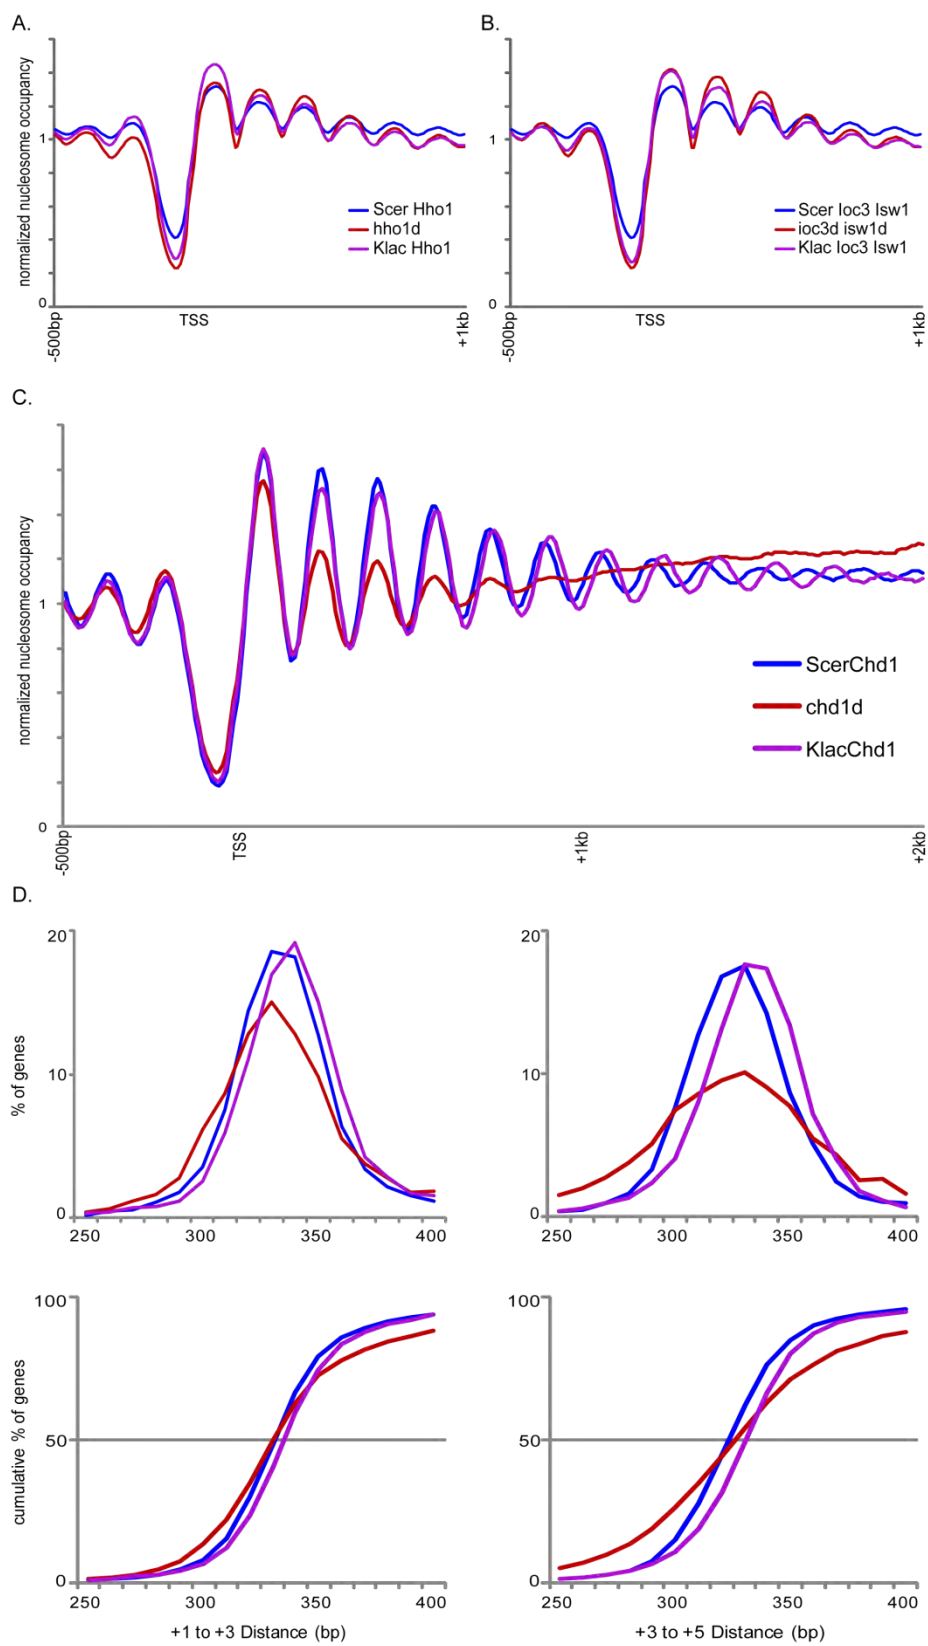 A.
normalized nucleosome occupancy
1
0
Scer Hho1
hho1d
Klac Hho1
-500bp
TSS
+1kb
B.
1
0
Scer Ioc3 Isw1
ioc3d isw1d
Klac Ioc3 Isw1
-500bp
TSS
+1kb
C.
normalized nucleosome occupancy
1
0
ScerChd1
chd1d
KlacChd1
-500bp
TSS
+1kb
+2kb
D.
% of genes
20
10
0
250 300 350 400
20
10
0
250 300 350 400
cumulative % of genes
100
50
0
250 300 350 400
+1 to +3 Distance (bp)
100
50
0
250 300 350 400
+3 to +5 Distance (bp)